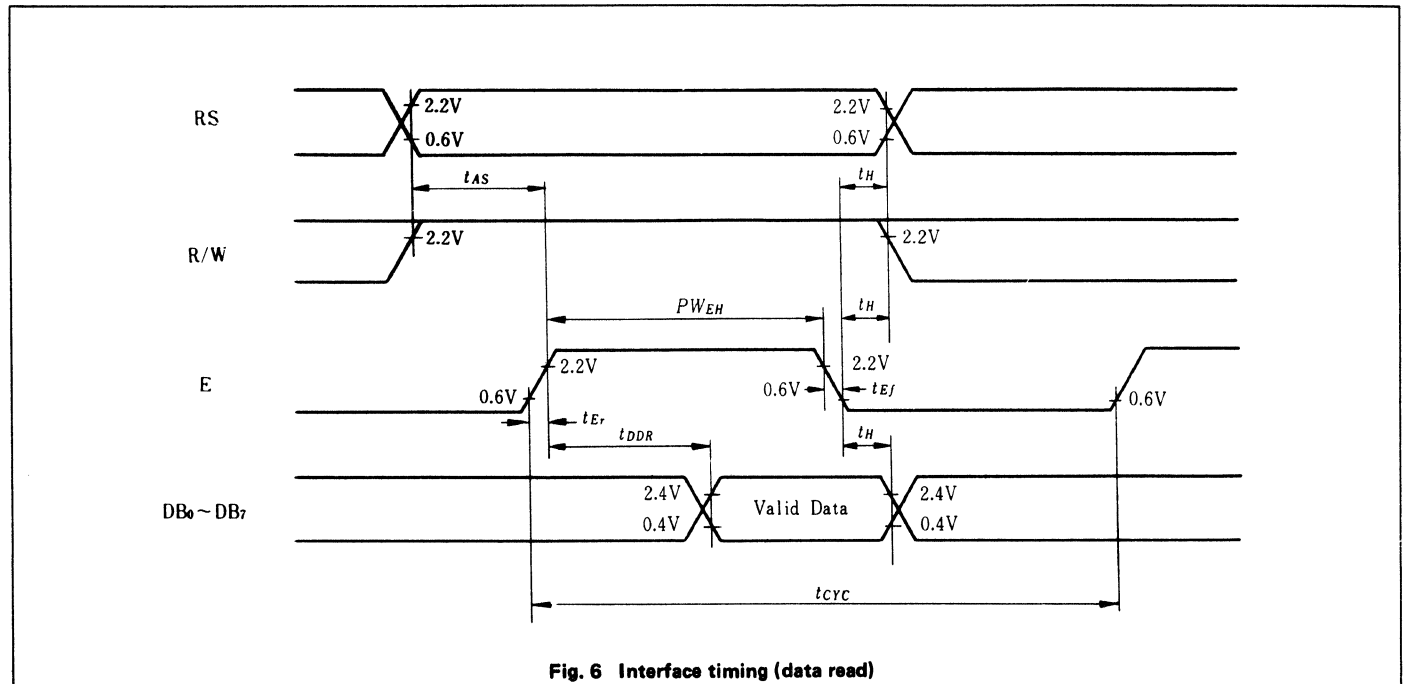 RS
2.2V
0.6V
2.2V
0.6V
tAS
tH
R/W
2.2V
2.2V
PWEH
tH
E
0.6V
2.2V
tEr
0.6V
2.2V
tEf
0.6V
tDDR
tH
DB0~DB7
2.4V
0.4V
Valid Data
2.4V
0.4V
tCYC
Fig. 6 Interface timing (data read)